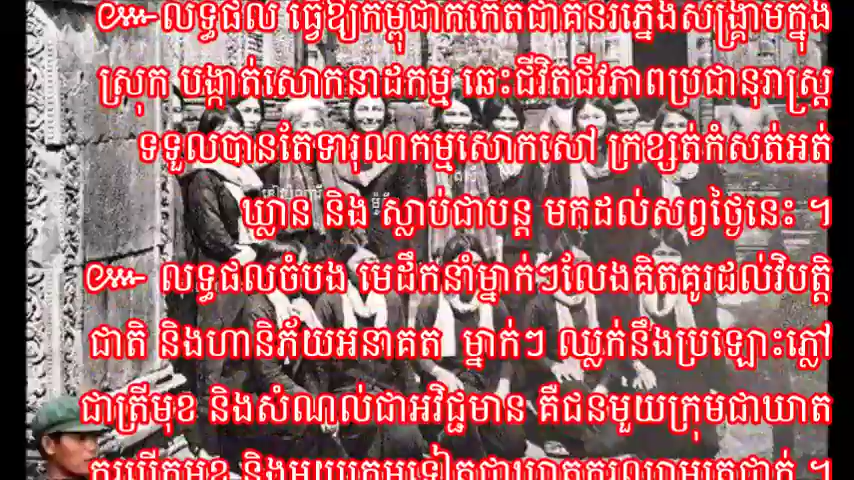 លទ្ធផល ធ្វើឱ្យកម្ពុជាកកើតជាគំនរភ្នើងសង្គ្រាមក្នុង
ស្រុក បង្កាត់សោកនាដកម្ម ឆេះជីវិតជីវភាពប្រជានុរាស្ត្រ
ទទួលបានតែទារុណកម្មសោកសៅ ក្រខ្សត់កំសត់អត់
ឃ្លាន និង ស្លាប់ជាបន្ត មកដល់សព្វថ្ងៃនេះ ។
លទ្ធផលចំបង មេដឹកនាំម្នាក់ៗលែងគិតគូរដល់វិបត្តិ
ជាតិ និងហានិភ័យអនាគត ម្នាក់ៗ ឈ្លក់នឹងប្រឡោះភ្លៅ
ជាត្រីមុខ និងសំណល់ជាអវិជ្ជមាន គឺជនមួយក្រុមជាឃាត